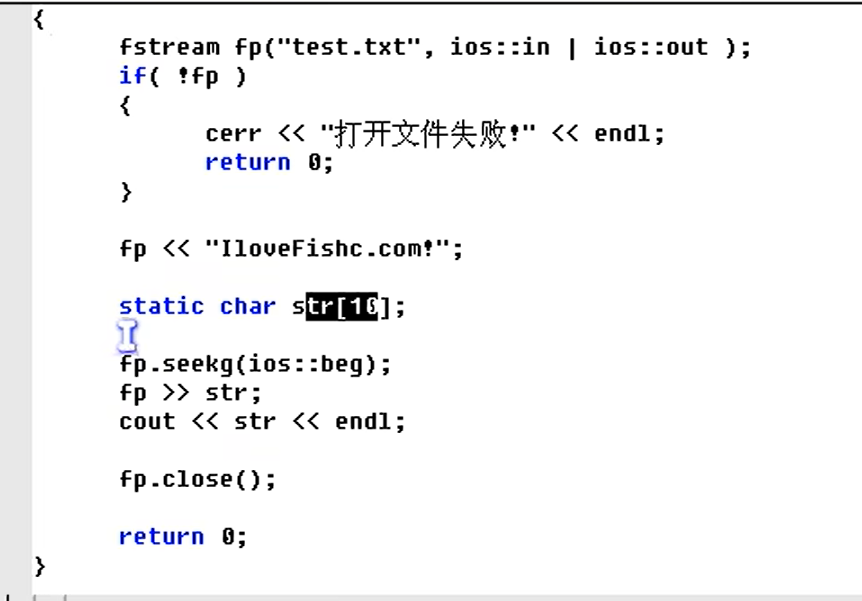 {
fstream fp("test.txt", ios::in | ios::out );
if( !fp )
{
cerr << "打开文件失败!" << endl;
return 0;
}
fp << "IloveFishc.com!";
static char str[10];
fp.seekg(ios::beg);
fp >> str;
cout << str << endl;
fp.close();
return 0;
}